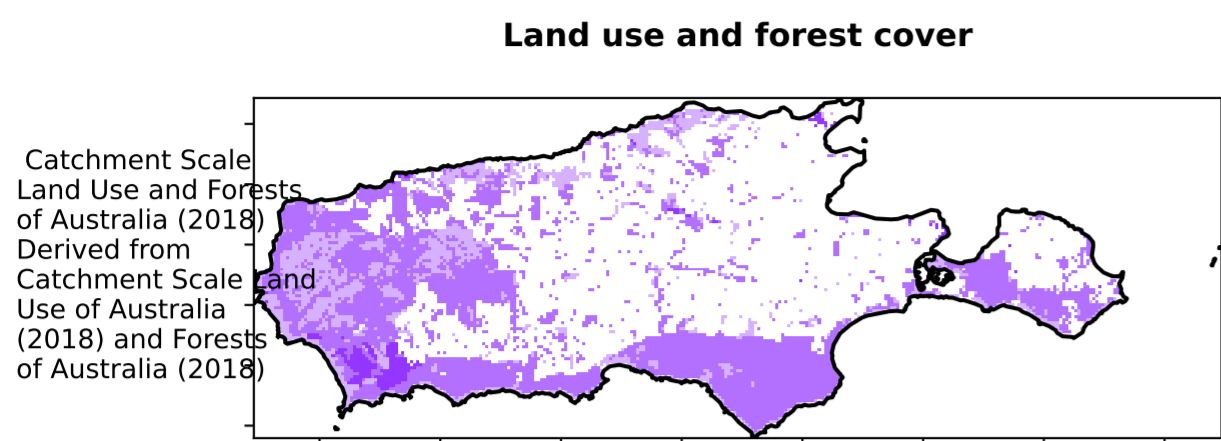 Land use and forest cover
Catchment Scale
Land Use and Forests
of Australia (2018)
Derived from
Catchment Scale Land
Use of Australia
(2018) and Forests
of Australia (2018)